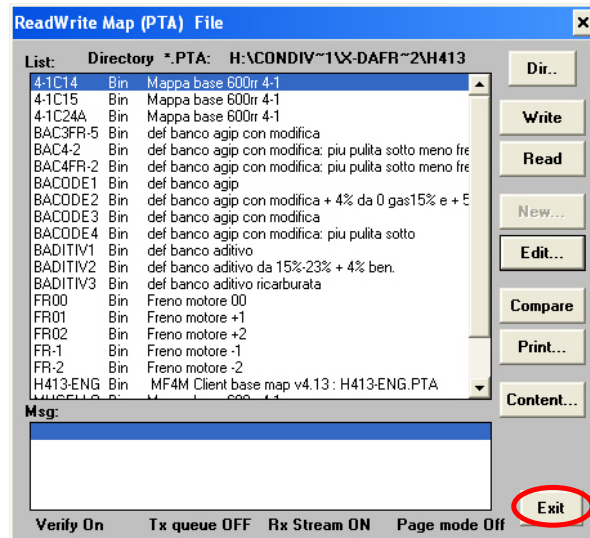 ReadWrite Map (PTA) File
List: Directory *.PTA: H:\CONDIV~1\X-DAFR~2\H413
Dir..
4-1C14 Bin Mappa base 600rr 4-1
4-1C15 Bin Mappa base 600rr 4-1
4-1C24A Bin Mappa base 600rr 4-1
Write
BAC3FR-5 Bin def banco agip con modifica
BAC4-2 Bin def banco agip con modifica: piu pulita sotto meno fre
Read
BAC4FR-2 Bin def banco agip con modifica: piu pulita sotto meno fre
BACODE1 Bin def banco agip
BACODE2 Bin def banco agip con modifica + 4% da 0 gas15% e + 5
New...
BACODE3 Bin def banco agip con modifica
BACODE4 Bin def banco agip con modifica: piu pulita sotto
BADITIV1 Bin def banco aditivo
Edit...
BADITIV2 Bin def banco aditivo da 15%-23% + 4% ben.
BADITIV3 Bin def banco aditivo ricarburata
FR00 Bin Freno motore 00
Compare
FR01 Bin Freno motore +1
FR02 Bin Freno motore +2
FR-1 Bin Freno motore -1
Print...
FR-2 Bin Freno motore -2
H413-ENG Bin MF4M Client base map v4.13 : H413-ENG.PTA
Content...
Msg:
Exit
Verify On Tx queue OFF Rx Stream ON Page mode Off